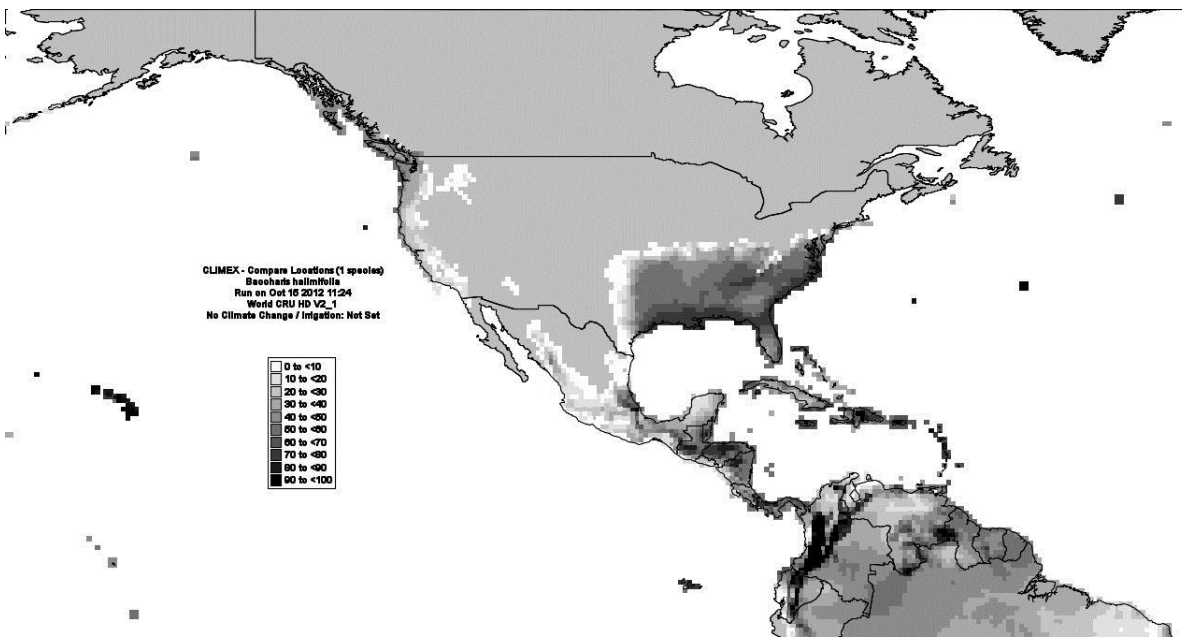 CLIMEX - Compare Locations (1 species)
Baccharis halimifolia
Run on Oct 16 2012 11:24
World CRU HD V2_1
No Climate Change / Irrigation: Not Set
0 to <10
10 to <20
20 to <30
30 to <40
40 to <50
50 to <60
60 to <70
70 to <80
80 to <90
90 to <100